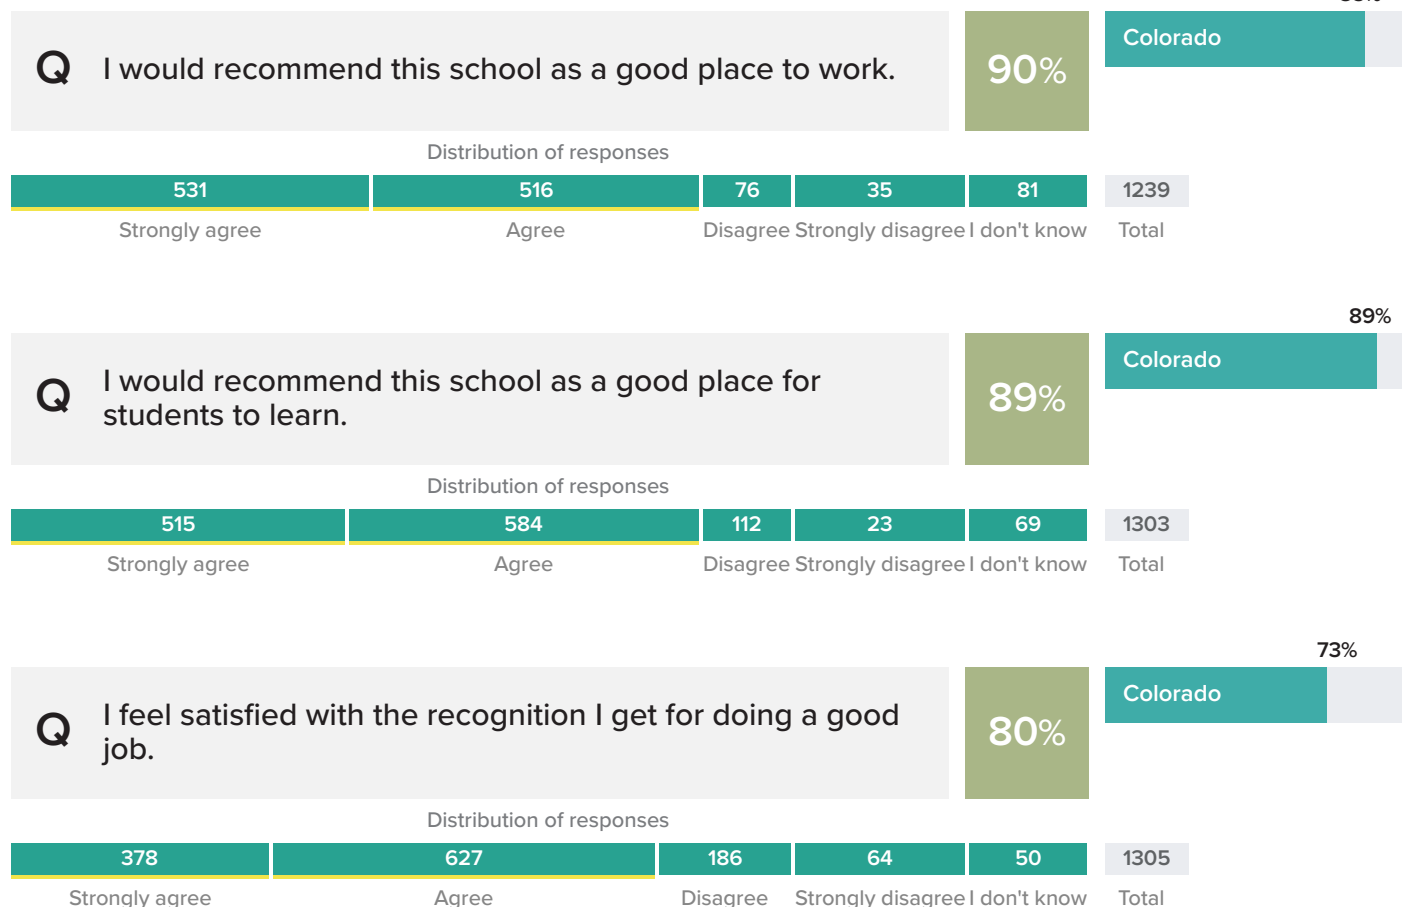 Q I would recommend this school as a good place to work.
90%
Colorado
Distribution of responses
531 516 76 35 81 1239
Strongly agree Agree Disagree Strongly disagree I don't know Total
89%
Q I would recommend this school as a good place for
students to learn.
89%
Colorado
Distribution of responses
515 584 112 23 69 1303
Strongly agree Agree Disagree Strongly disagree I don't know Total
73%
Q I feel satisfied with the recognition I get for doing a good
job.
80%
Colorado
Distribution of responses
378 627 186 64 50 1305
Strongly agree Agree Disagree Strongly disagree I don't know Total